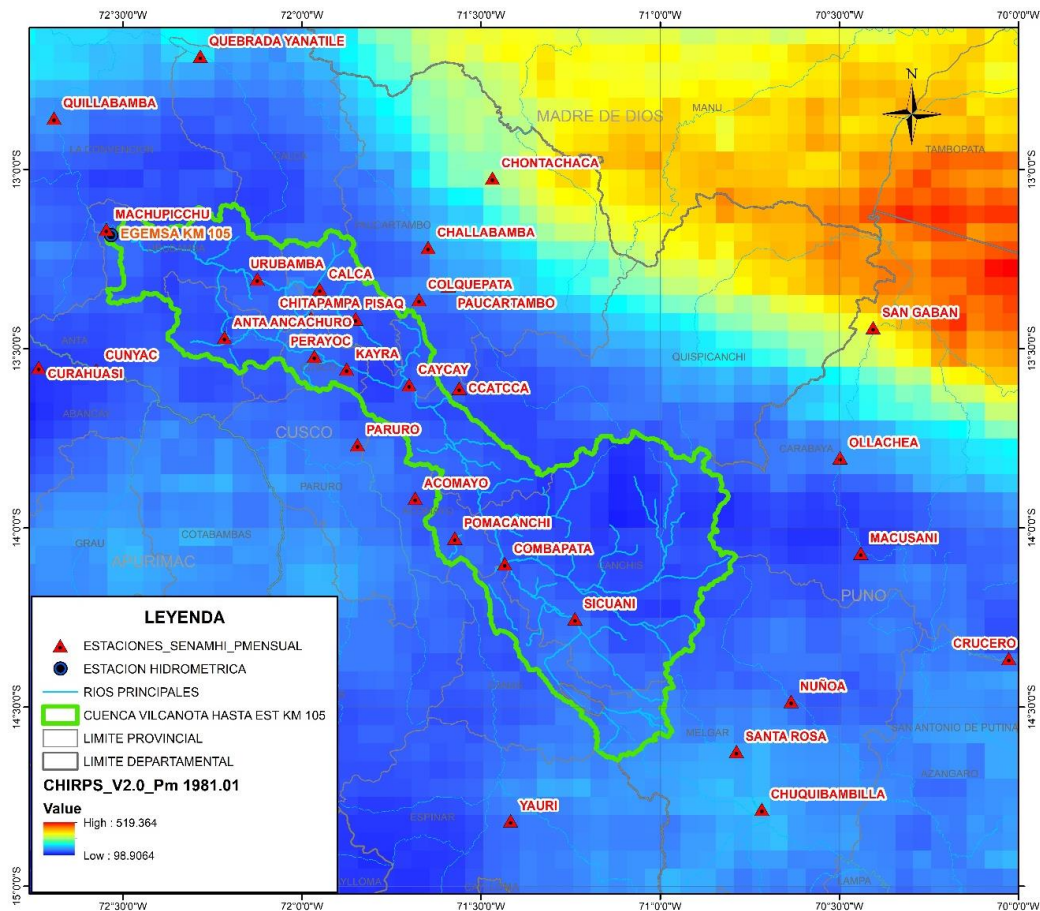 72°30'0"W 72°0'0"W 71°30'0"W 71°0'0"W 70°30'0"W 70°0'0"W
QUEBRADA YANATILE
QUILLABAMBA
N
MANU
MADRE DE DIOS
TAMBOPATA
LA CONVENCION
CALCA
13°0'0"S
CHONTACHACA
13°0'0"S
MACHUPICCHU
EGEMSA KM 105
PAUCARTAMBO
CHALLABAMBA
URUBAMBA
CALCA
COLQUEPATA
PAUCARTAMBO
CHITAPAMPA PISAQ
SAN GABAN
ANTA ANCACHURO
ANTA
PERAYOC
13°30'0"S
CUNYAC
KAYRA
QUISPICANCHI
13°30'0"S
CURAHUASI
CAYCAY
CCATCCA
ABANCAY
CUSCO
PARURO
OLLACHEA
CARABAYA
PARURO
ACOMAYO
POMACANCHI
14°0'0"S
COTABAMBAS
GRAU
14°0'0"S
COMBAPATA
MACUSANI
APURIMAC
CANCHIS
PUNO
SICUANI
CRUCERO
LEYENDA
ESTACIONES_SENAMHI_PMENSUAL
ESTACION HIDROMETRICA
RIOS PRINCIPALES
CUENCA VILCANOTA HASTA EST KM 105
LIMITE PROVINCIAL
LIMITE DEPARTAMENTAL
CHIRPS_V2.0_Pm 1981.01
Value
High : 519.364
Low : 98.9064
NUÑOA
14°30'0"S
SAN ANTONIO DE PUTINA
MELGAR
SANTA ROSA
AZANGARO
CHUQUIBAMBILLA
YAURI
ESPINAR
LAMPA
15°0'0"S
15°0'0"S
72°30'0"W 72°0'0"W 71°30'0"W 71°0'0"W 70°30'0"W 70°0'0"W